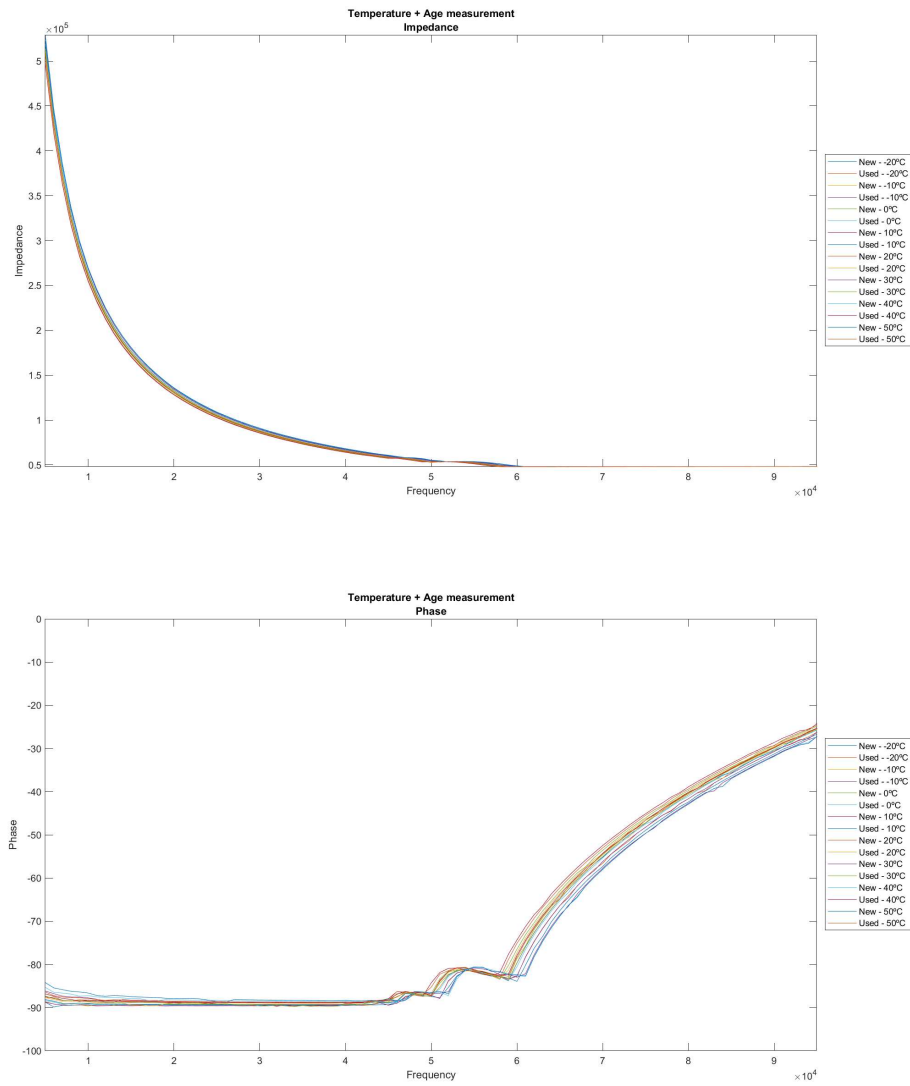 Temperature + Age measurement
Impedance
×10⁵
5
4.5
4
3.5
3
2.5
2
1.5
1
0.5
Impedance
1 2 3 4 5 6 7 8 9
×10⁴
Frequency
New - -20ºC
Used - -20ºC
New - -10ºC
Used - -10ºC
New - 0ºC
Used - 0ºC
New - 10ºC
Used - 10ºC
New - 20ºC
Used - 20ºC
New - 30ºC
Used - 30ºC
New - 40ºC
Used - 40ºC
New - 50ºC
Used - 50ºC
Temperature + Age measurement
Phase
0
-10
-20
-30
-40
-50
-60
-70
-80
-90
-100
Phase
1 2 3 4 5 6 7 8 9
×10⁴
Frequency
New - -20ºC
Used - -20ºC
New - -10ºC
Used - -10ºC
New - 0ºC
Used - 0ºC
New - 10ºC
Used - 10ºC
New - 20ºC
Used - 20ºC
New - 30ºC
Used - 30ºC
New - 40ºC
Used - 40ºC
New - 50ºC
Used - 50ºC